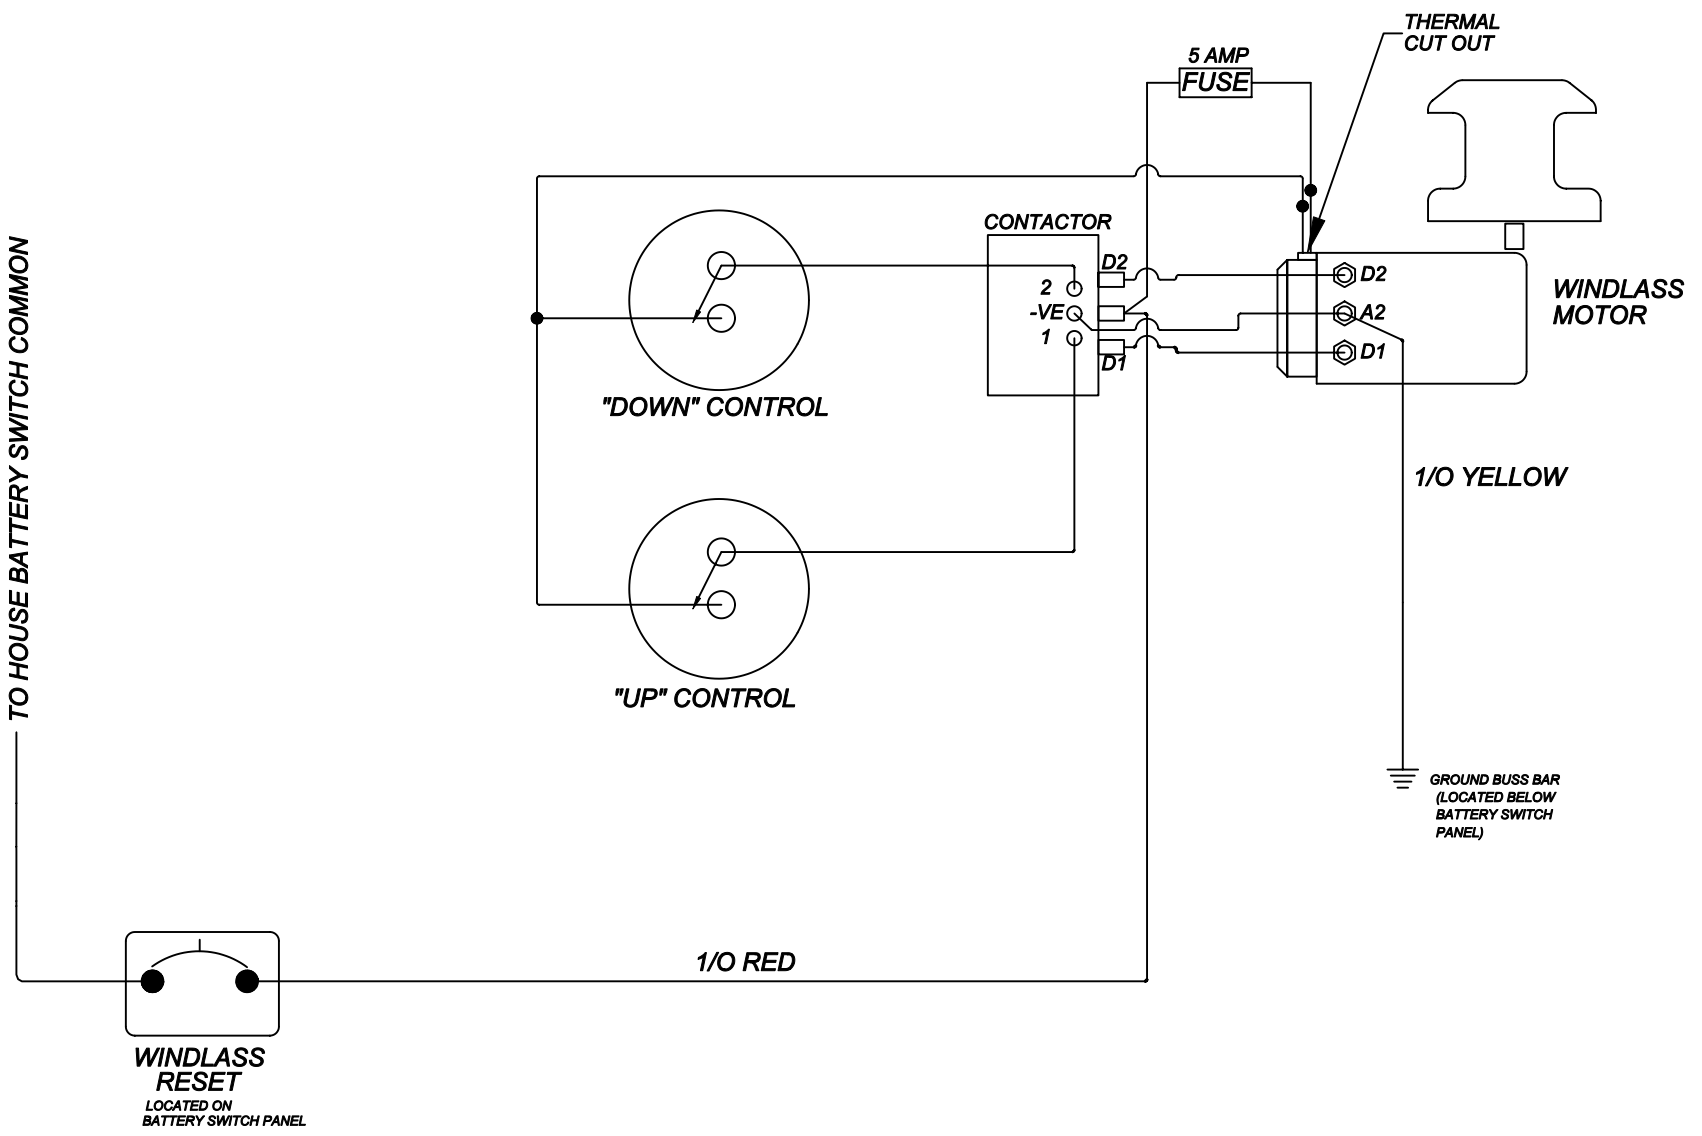 THERMAL
CUT OUT
5 AMP
FUSE
CONTACTOR
D2
2
-VE
1
D1
D2
A2
D1
WINDLASS
MOTOR
"DOWN" CONTROL
1/O YELLOW
TO HOUSE BATTERY SWITCH COMMON
"UP" CONTROL
GROUND BUSS BAR
(LOCATED BELOW
BATTERY SWITCH
PANEL)
1/O RED
WINDLASS
RESET
LOCATED ON
BATTERY SWITCH PANEL